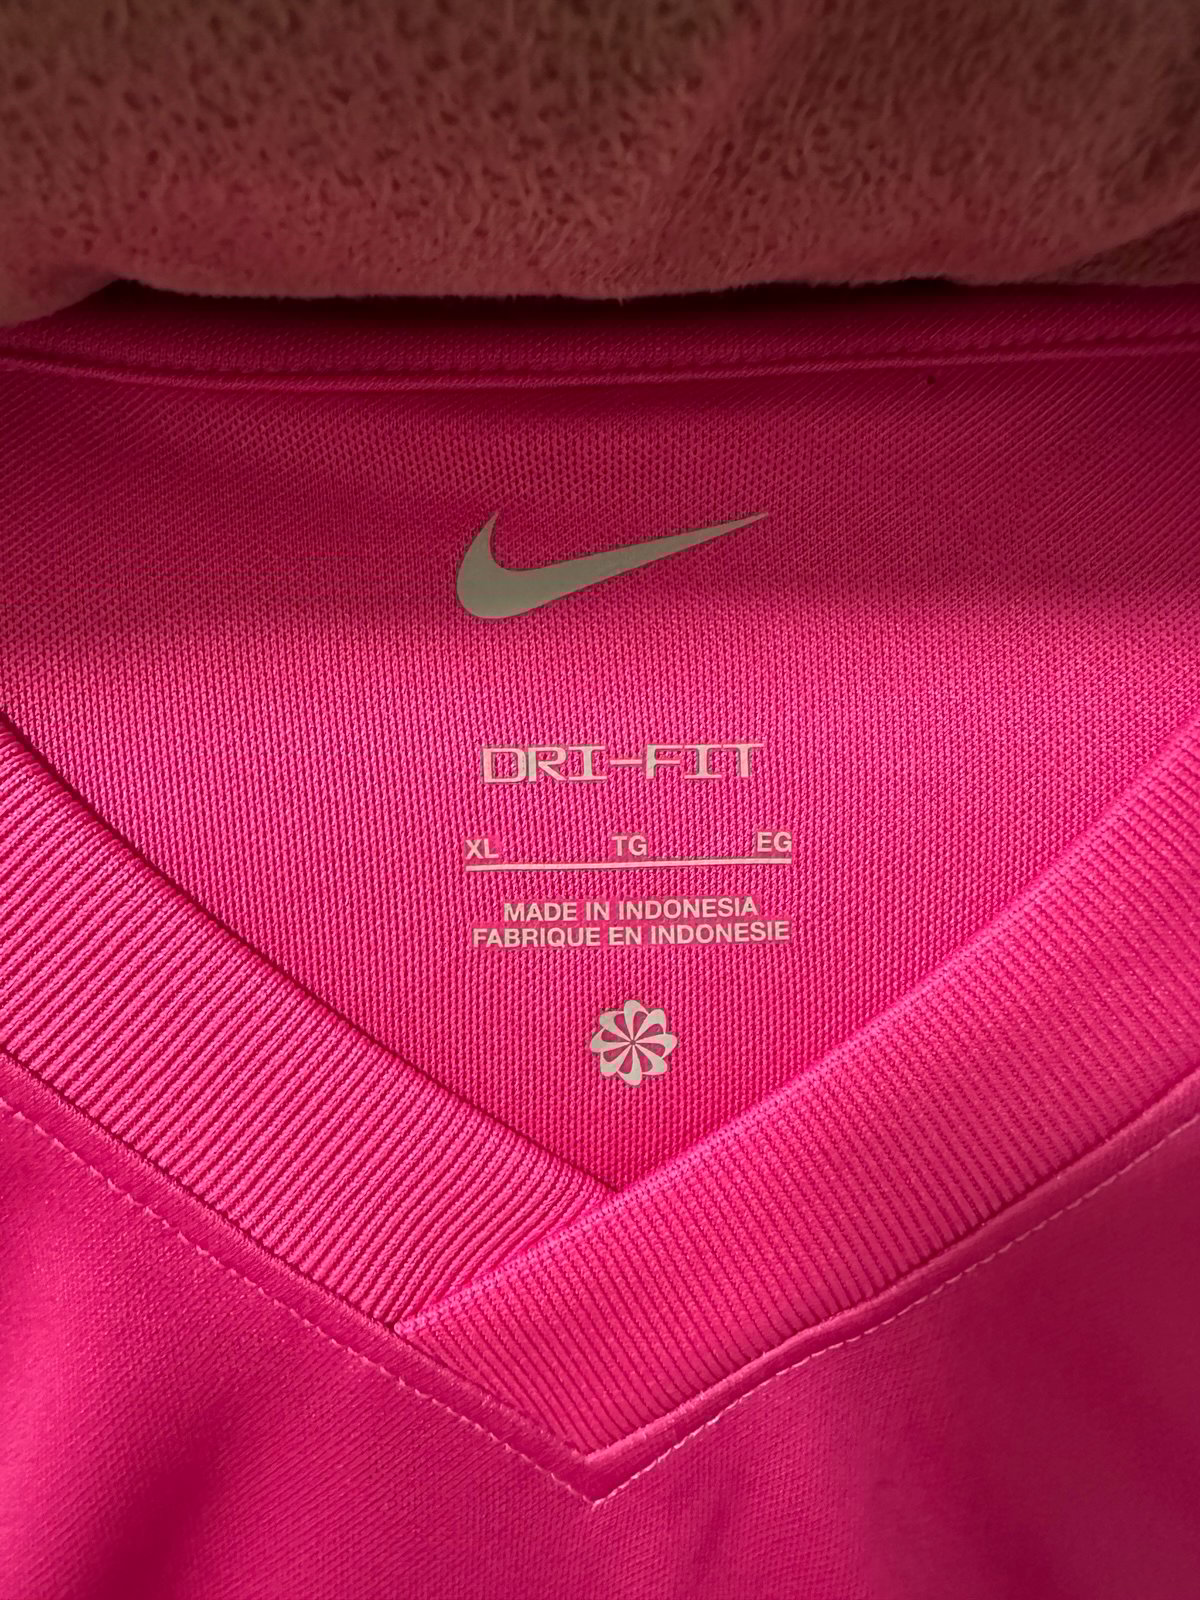 DRI-FIT
XL TG EG
MADE IN INDONESIA
FABRIQUE EN INDONESIE